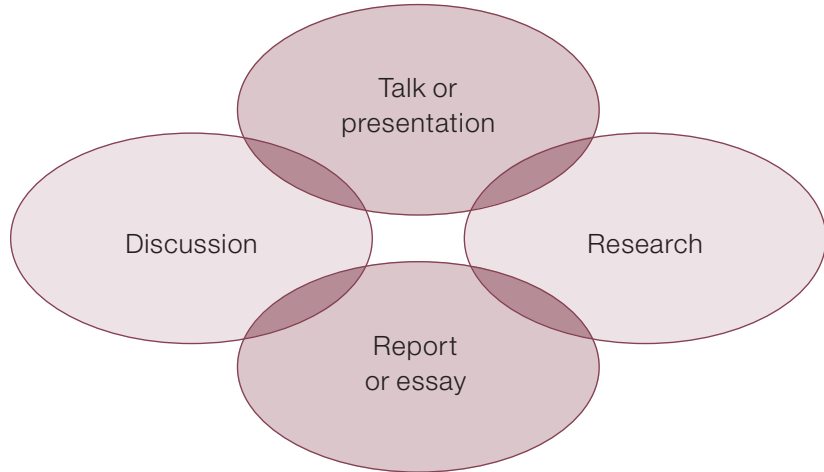 Talk or
presentation
Discussion
Research
Report
or essay